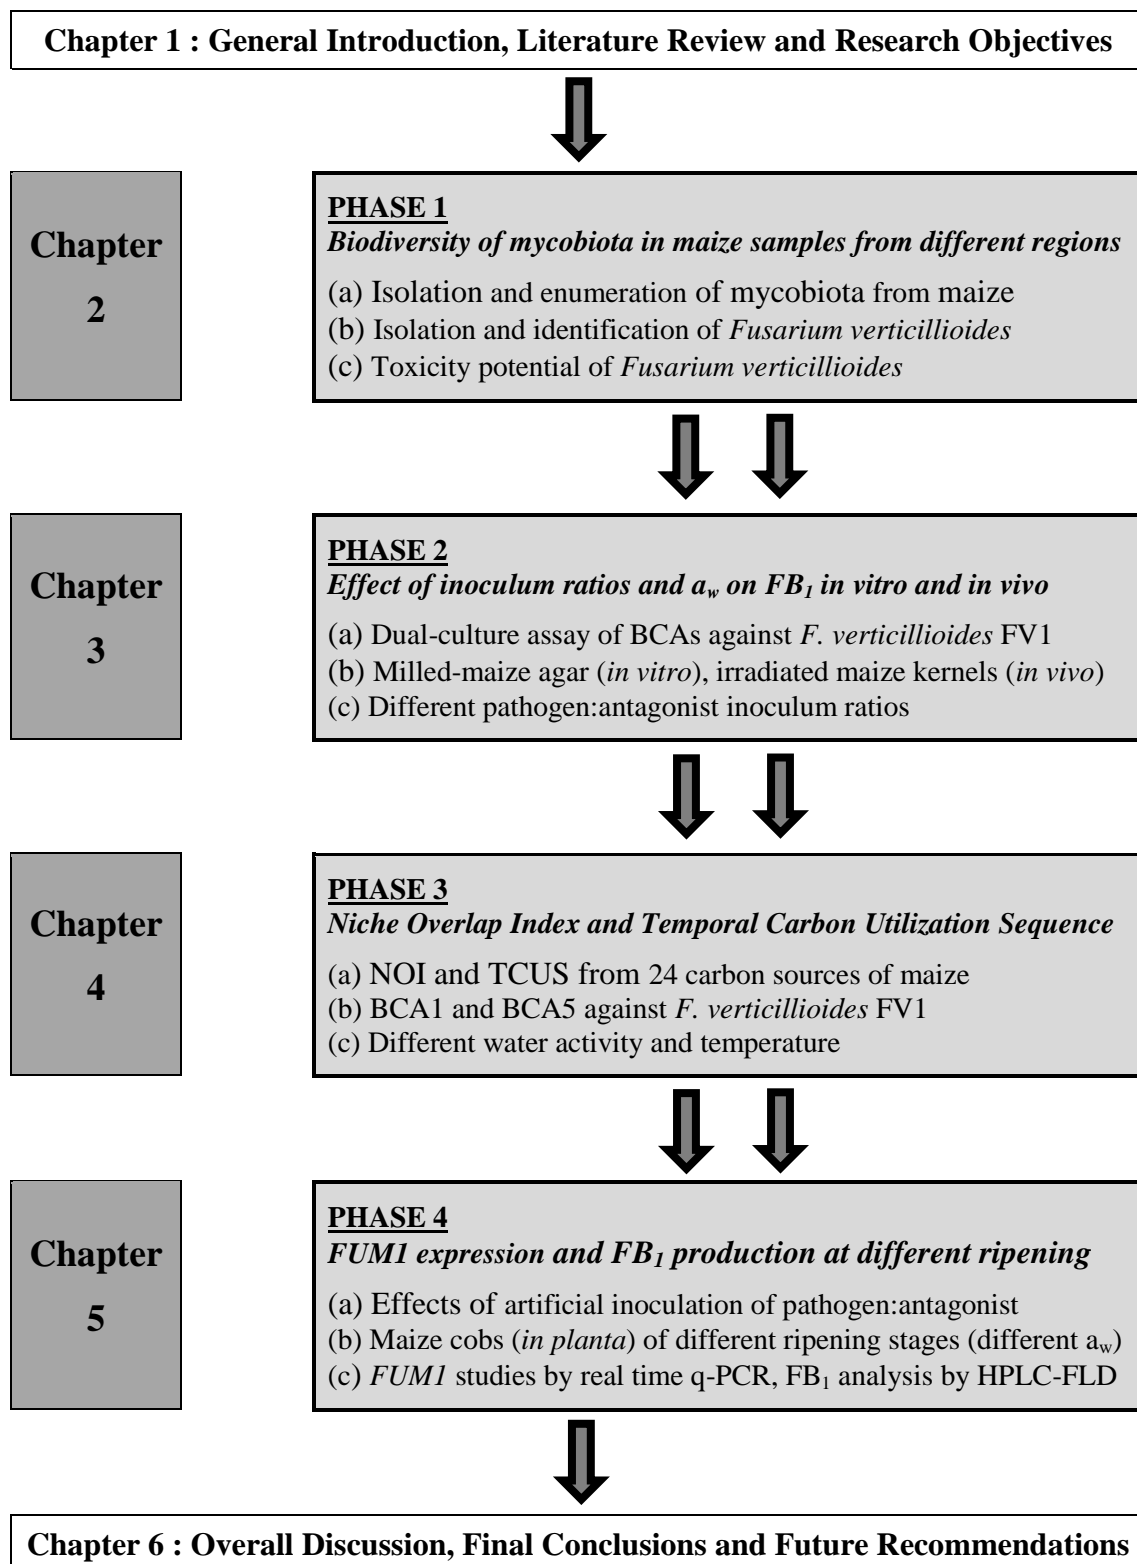 Chapter 1 : General Introduction, Literature Review and Research Objectives
Chapter
2
PHASE 1
Biodiversity of mycobiota in maize samples from different regions
(a) Isolation and enumeration of mycobiota from maize
(b) Isolation and identification of Fusarium verticillioides
(c) Toxicity potential of Fusarium verticillioides
Chapter
3
PHASE 2
Effect of inoculum ratios and a_w on FB_1 in vitro and in vivo
(a) Dual-culture assay of BCAs against F. verticillioides FV1
(b) Milled-maize agar (in vitro), irradiated maize kernels (in vivo)
(c) Different pathogen:antagonist inoculum ratios
Chapter
4
PHASE 3
Niche Overlap Index and Temporal Carbon Utilization Sequence
(a) NOI and TCUS from 24 carbon sources of maize
(b) BCA1 and BCA5 against F. verticillioides FV1
(c) Different water activity and temperature
Chapter
5
PHASE 4
FUM1 expression and FB_1 production at different ripening
(a) Effects of artificial inoculation of pathogen:antagonist
(b) Maize cobs (in planta) of different ripening stages (different a_w)
(c) FUM1 studies by real time q-PCR, FB_1 analysis by HPLC-FLD
Chapter 6 : Overall Discussion, Final Conclusions and Future Recommendations